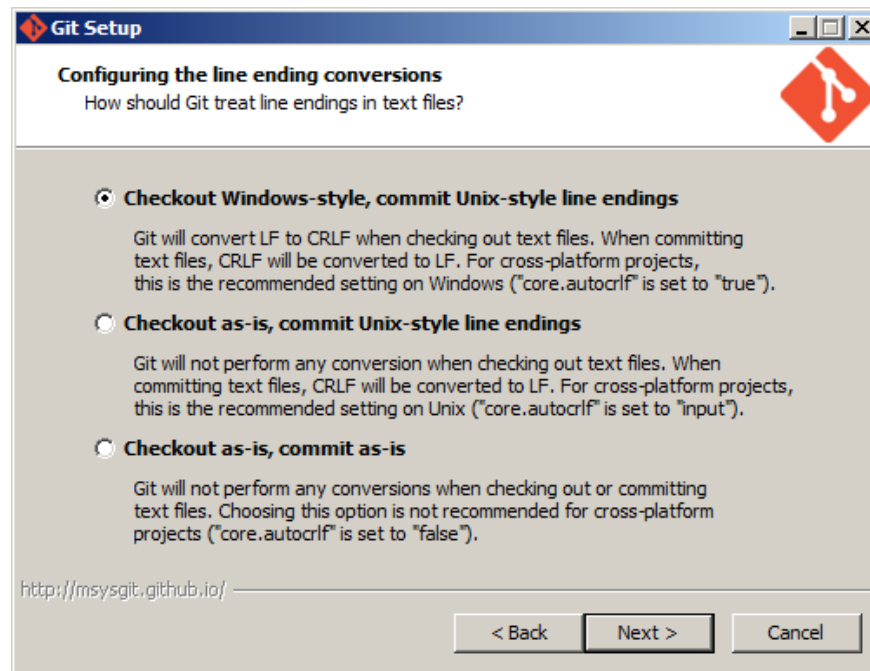 Git Setup
Configuring the line ending conversions
How should Git treat line endings in text files?
Checkout Windows-style, commit Unix-style line endings
Git will convert LF to CRLF when checking out text files. When committing
text files, CRLF will be converted to LF. For cross-platform projects,
this is the recommended setting on Windows ("core.autocrlf" is set to "true").
Checkout as-is, commit Unix-style line endings
Git will not perform any conversion when checking out text files. When
committing text files, CRLF will be converted to LF. For cross-platform projects,
this is the recommended setting on Unix ("core.autocrlf" is set to "input").
Checkout as-is, commit as-is
Git will not perform any conversions when checking out or committing
text files. Choosing this option is not recommended for cross-platform
projects ("core.autocrlf" is set to "false").
http://msysgit.github.io/
< Back Next > Cancel